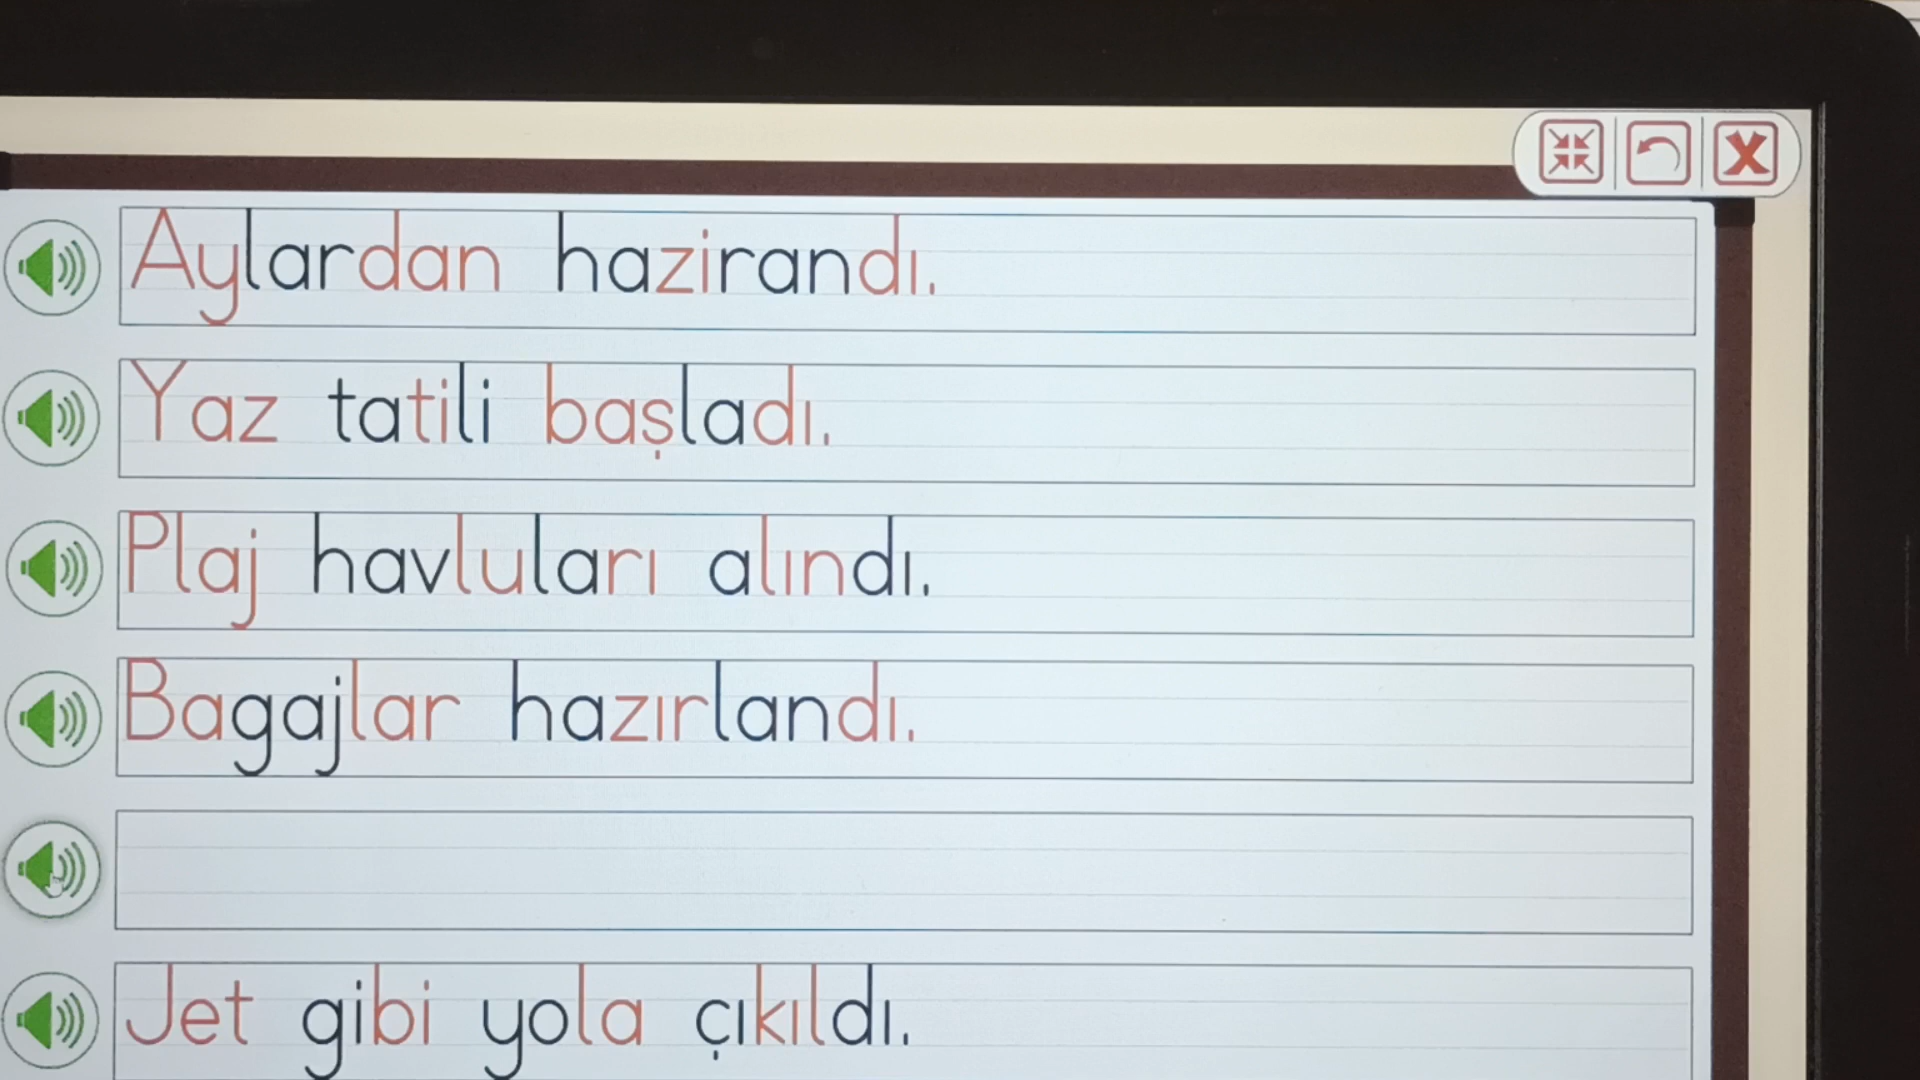 Aylardan hazirandı.
Yaz tatili başladı.
Plaj havluları alındı.
Bagajlar hazırlandı.
Jet gibi yola çıkıldı.